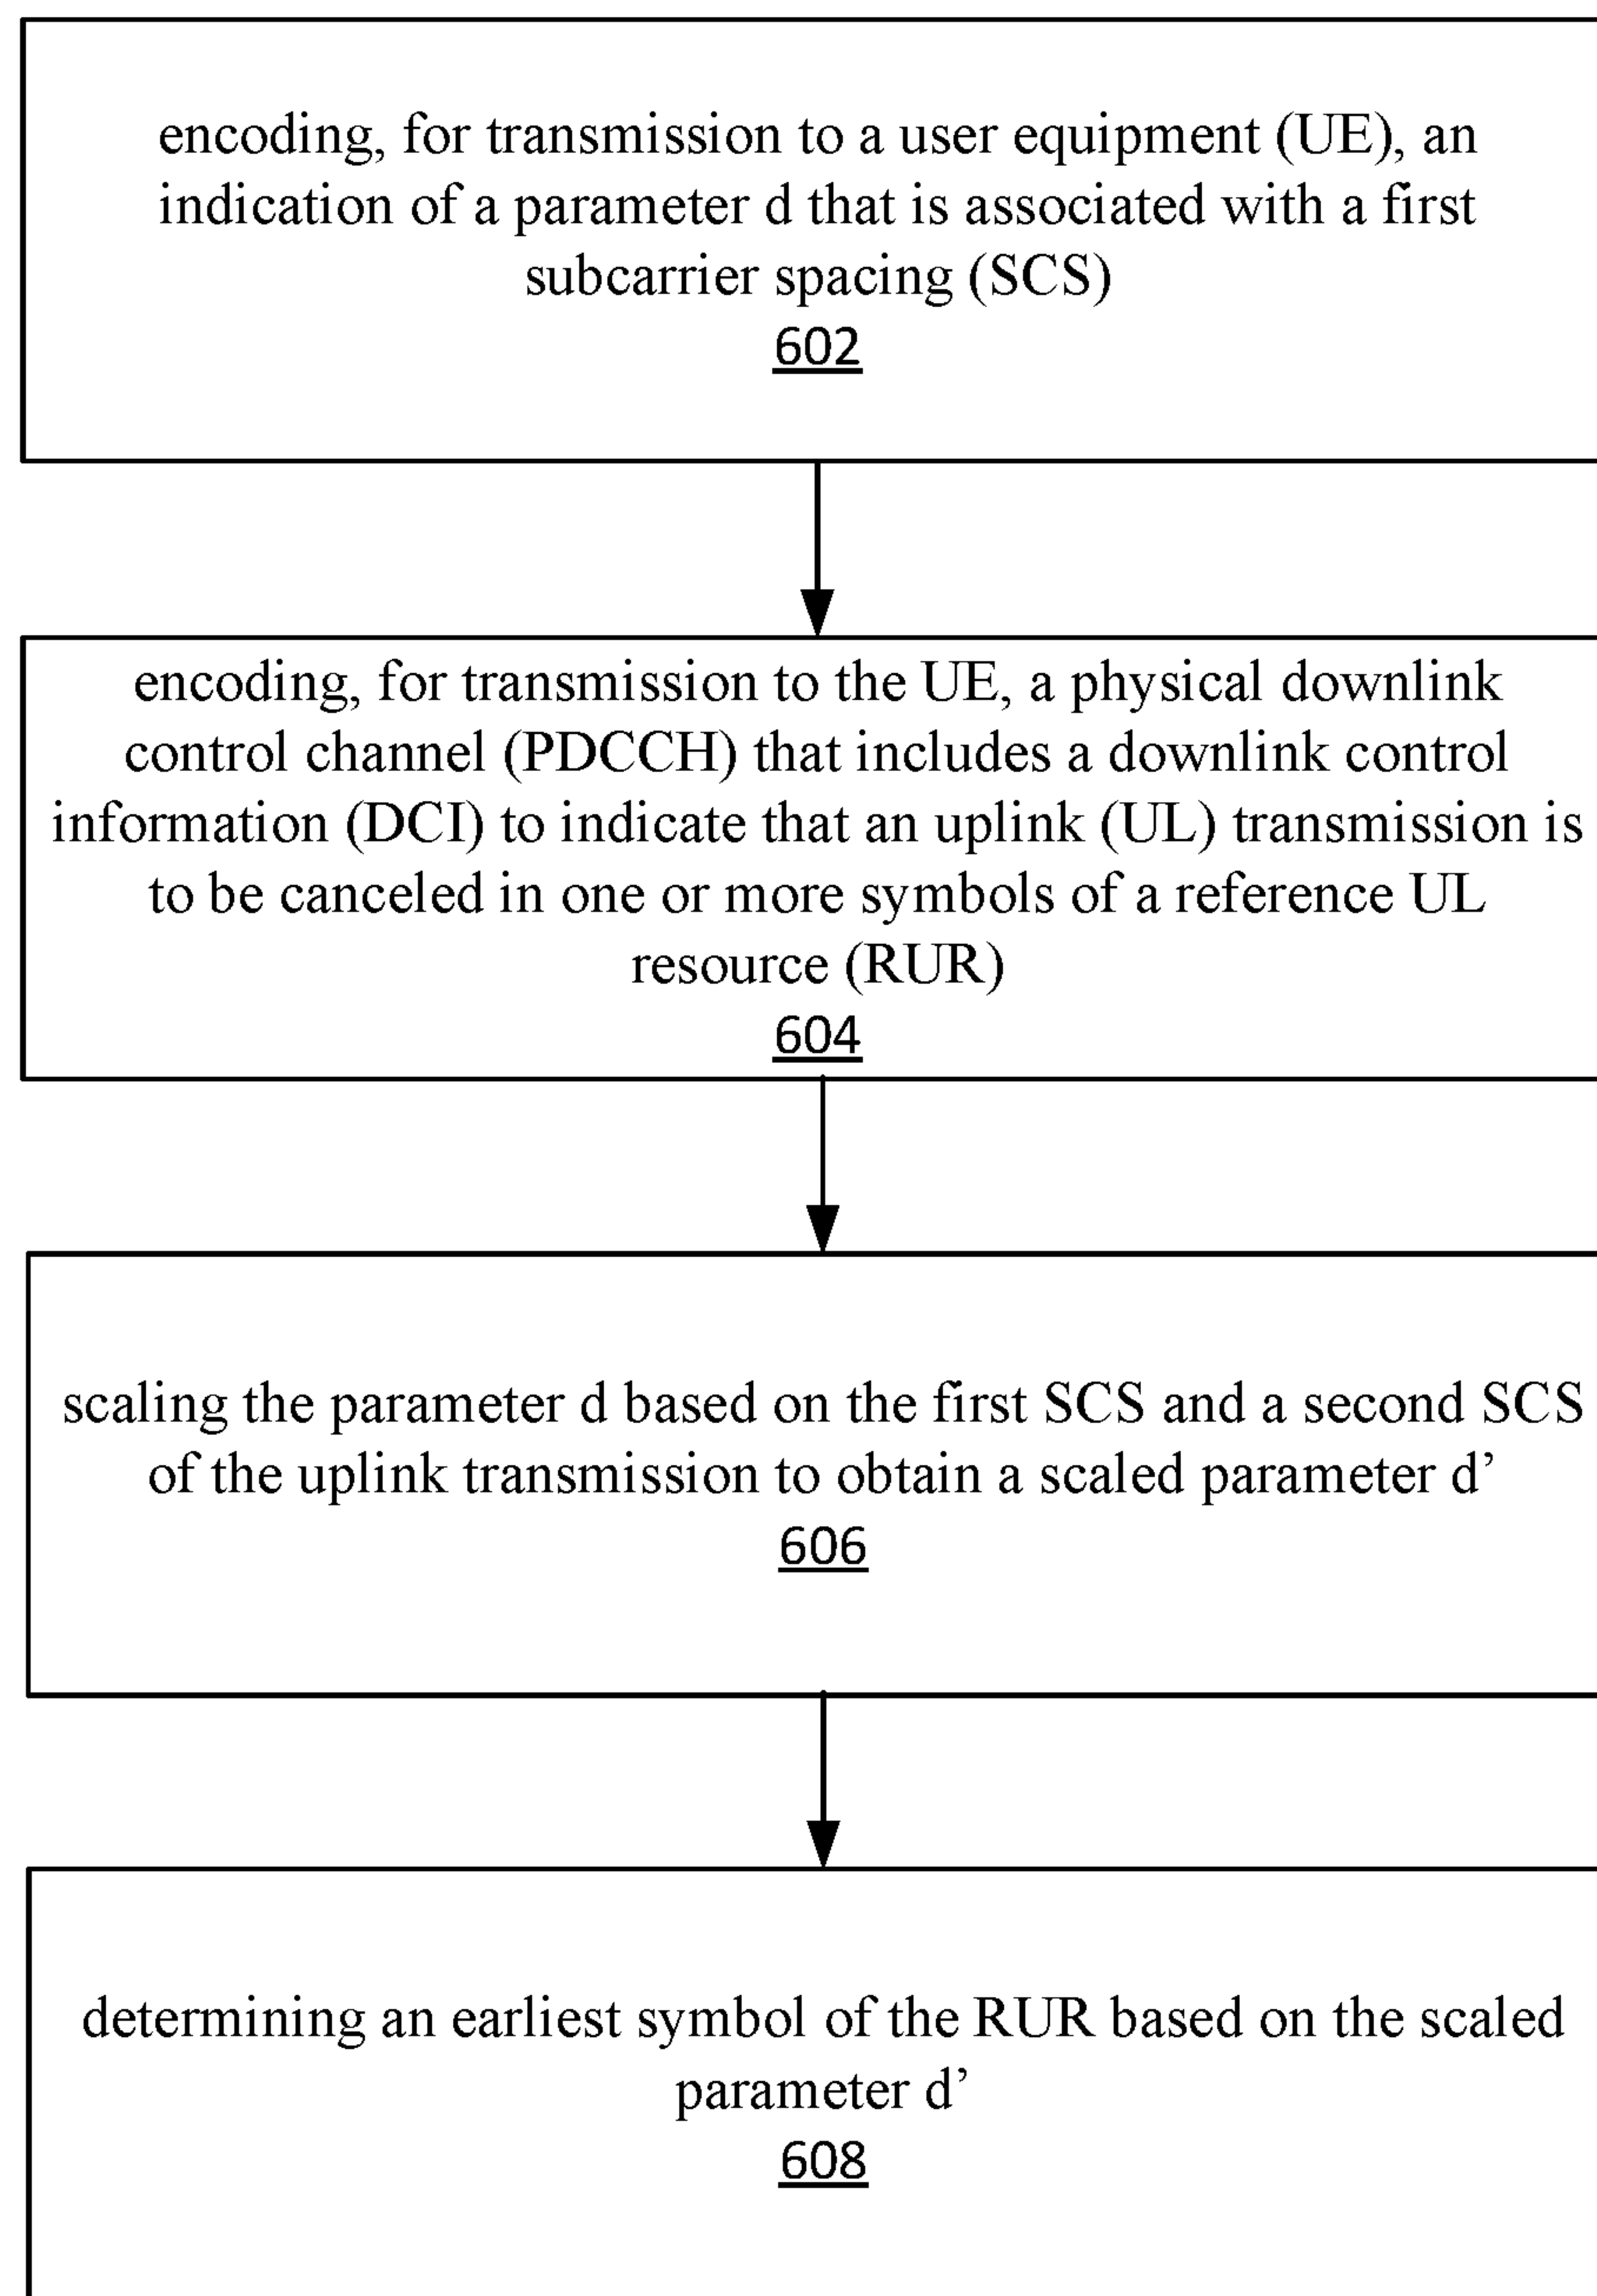 encoding, for transmission to a user equipment (UE), an
indication of a parameter d that is associated with a first
subcarrier spacing (SCS)
602
encoding, for transmission to the UE, a physical downlink
control channel (PDCCH) that includes a downlink control
information (DCI) to indicate that an uplink (UL) transmission is
to be canceled in one or more symbols of a reference UL
resource (RUR)
604
scaling the parameter d based on the first SCS and a second SCS
of the uplink transmission to obtain a scaled parameter d’
606
determining an earliest symbol of the RUR based on the scaled
parameter d’
608